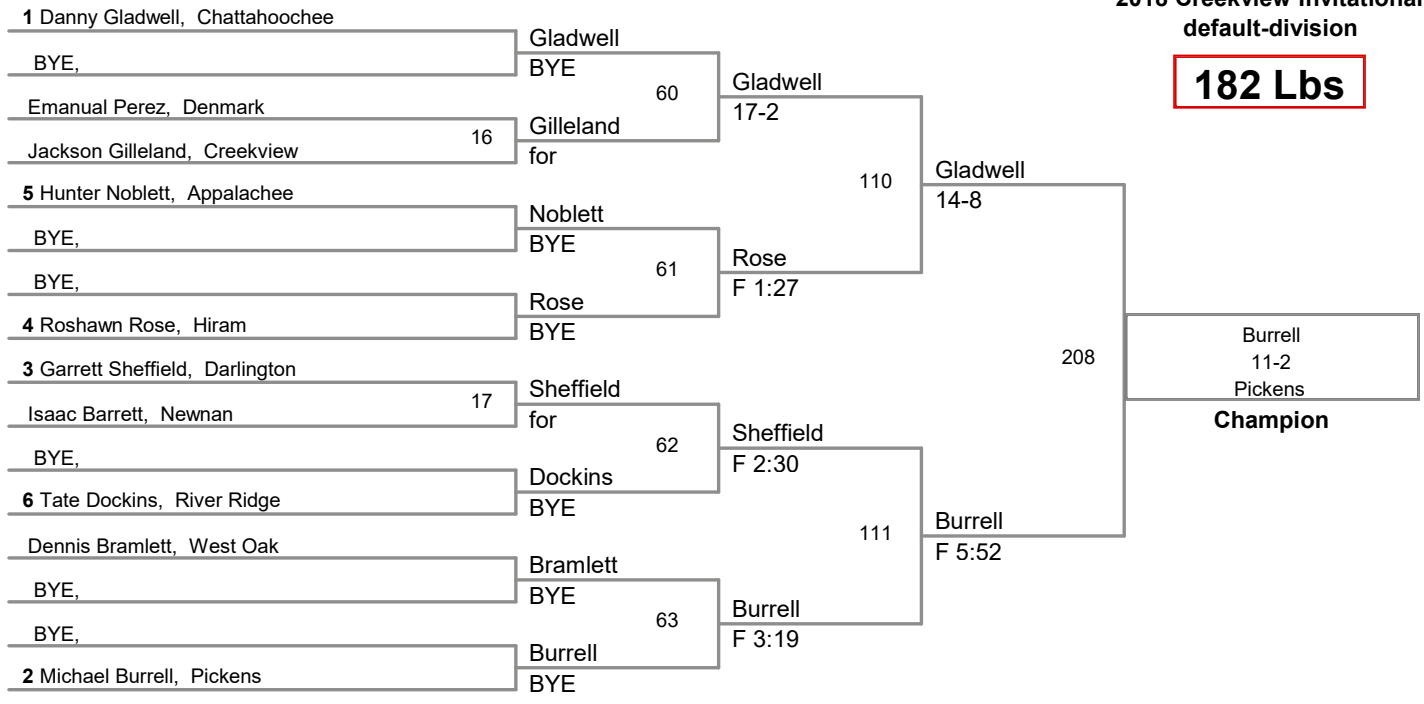 2018 Creekview Invitational
default-division
182 Lbs
1 Danny Gladwell, Chattahoochee
BYE,
Emanual Perez, Denmark
Jackson Gilleland, Creekview
5 Hunter Noblett, Appalachee
BYE,
BYE,
4 Roshawn Rose, Hiram
3 Garrett Sheffield, Darlington
Isaac Barrett, Newnan
BYE,
6 Tate Dockins, River Ridge
Dennis Bramlett, West Oak
BYE,
BYE,
2 Michael Burrell, Pickens
16
17
Gladwell
BYE
Gilleland
for
Noblett
BYE
Rose
BYE
Sheffield
for
Dockins
BYE
Bramlett
BYE
Burrell
BYE
60
61
62
63
Gladwell
17-2
Rose
F 1:27
Sheffield
F 2:30
Burrell
F 3:19
110
111
Gladwell
14-8
Burrell
F 5:52
208
Burrell
11-2
Pickens
Champion